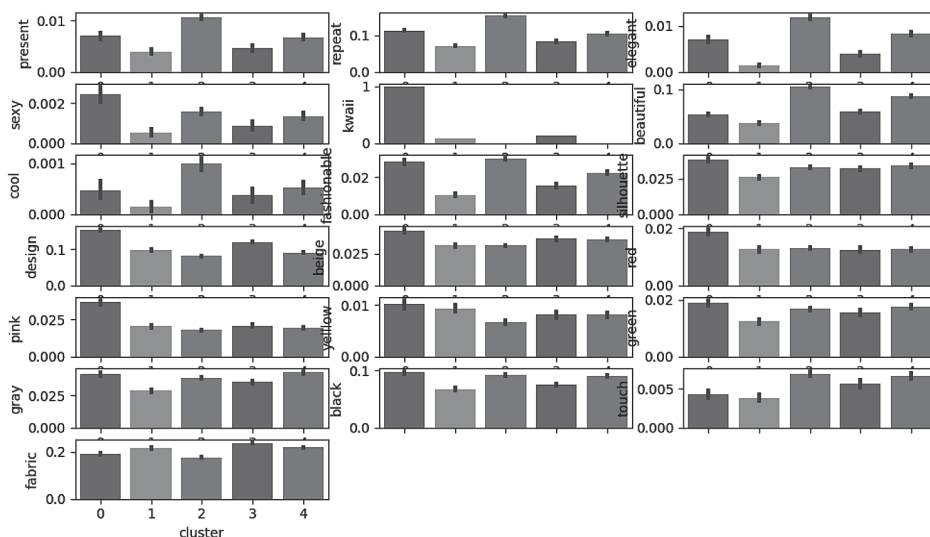 present
0.01
0.00
repeat
0.1
0.0
elegant
0.01
0.00
sexy
0.002
0.000
kwaii
1
0
beautiful
0.1
0.0
cool
0.001
0.000
fashionable
0.02
0.00
silhouette
0.025
0.000
design
0.1
0.0
beige
0.025
0.000
red
0.02
0.00
pink
0.025
0.000
yelllow
0.01
0.00
green
0.02
0.00
gray
0.025
0.000
black
0.1
0.0
touch
0.005
0.000
fabric
0.2
0.0
0 1 2 3 4
cluster